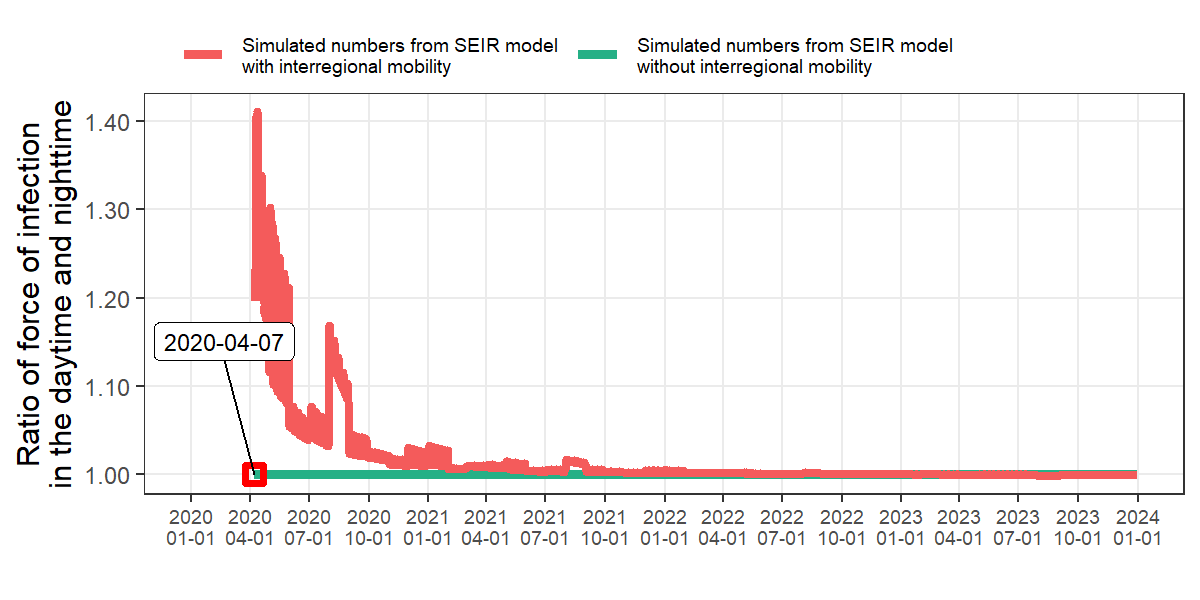 Simulated numbers from SEIR model
with interregional mobility
Simulated numbers from SEIR model
without interregional mobility
Ratio of force of infection
in the daytime and nighttime
1.40
1.30
1.20
1.10
1.00
2020-04-07
2020 2020 2020 2020 2021 2021 2021 2021 2022 2022 2022 2022 2023 2023 2023 2023 2024
01-01 04-01 07-01 10-01 01-01 04-01 07-01 10-01 01-01 04-01 07-01 10-01 01-01 04-01 07-01 10-01 01-01